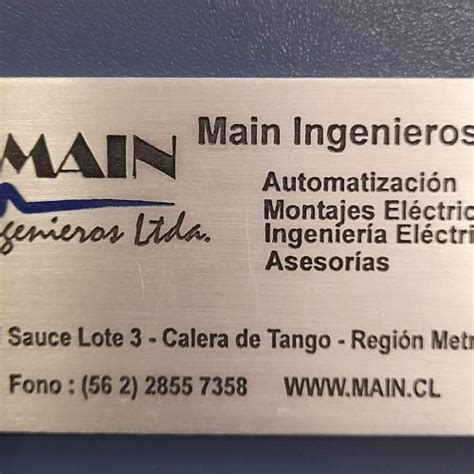 MAIN
Ingenieros Ltda.
Main Ingenieros
Automatización
Montajes Eléctric
Ingeniería Eléctri
Asesorías
Sauce Lote 3 - Calera de Tango - Región Metr
Fono : (56 2) 2855 7358 WWW.MAIN.CL